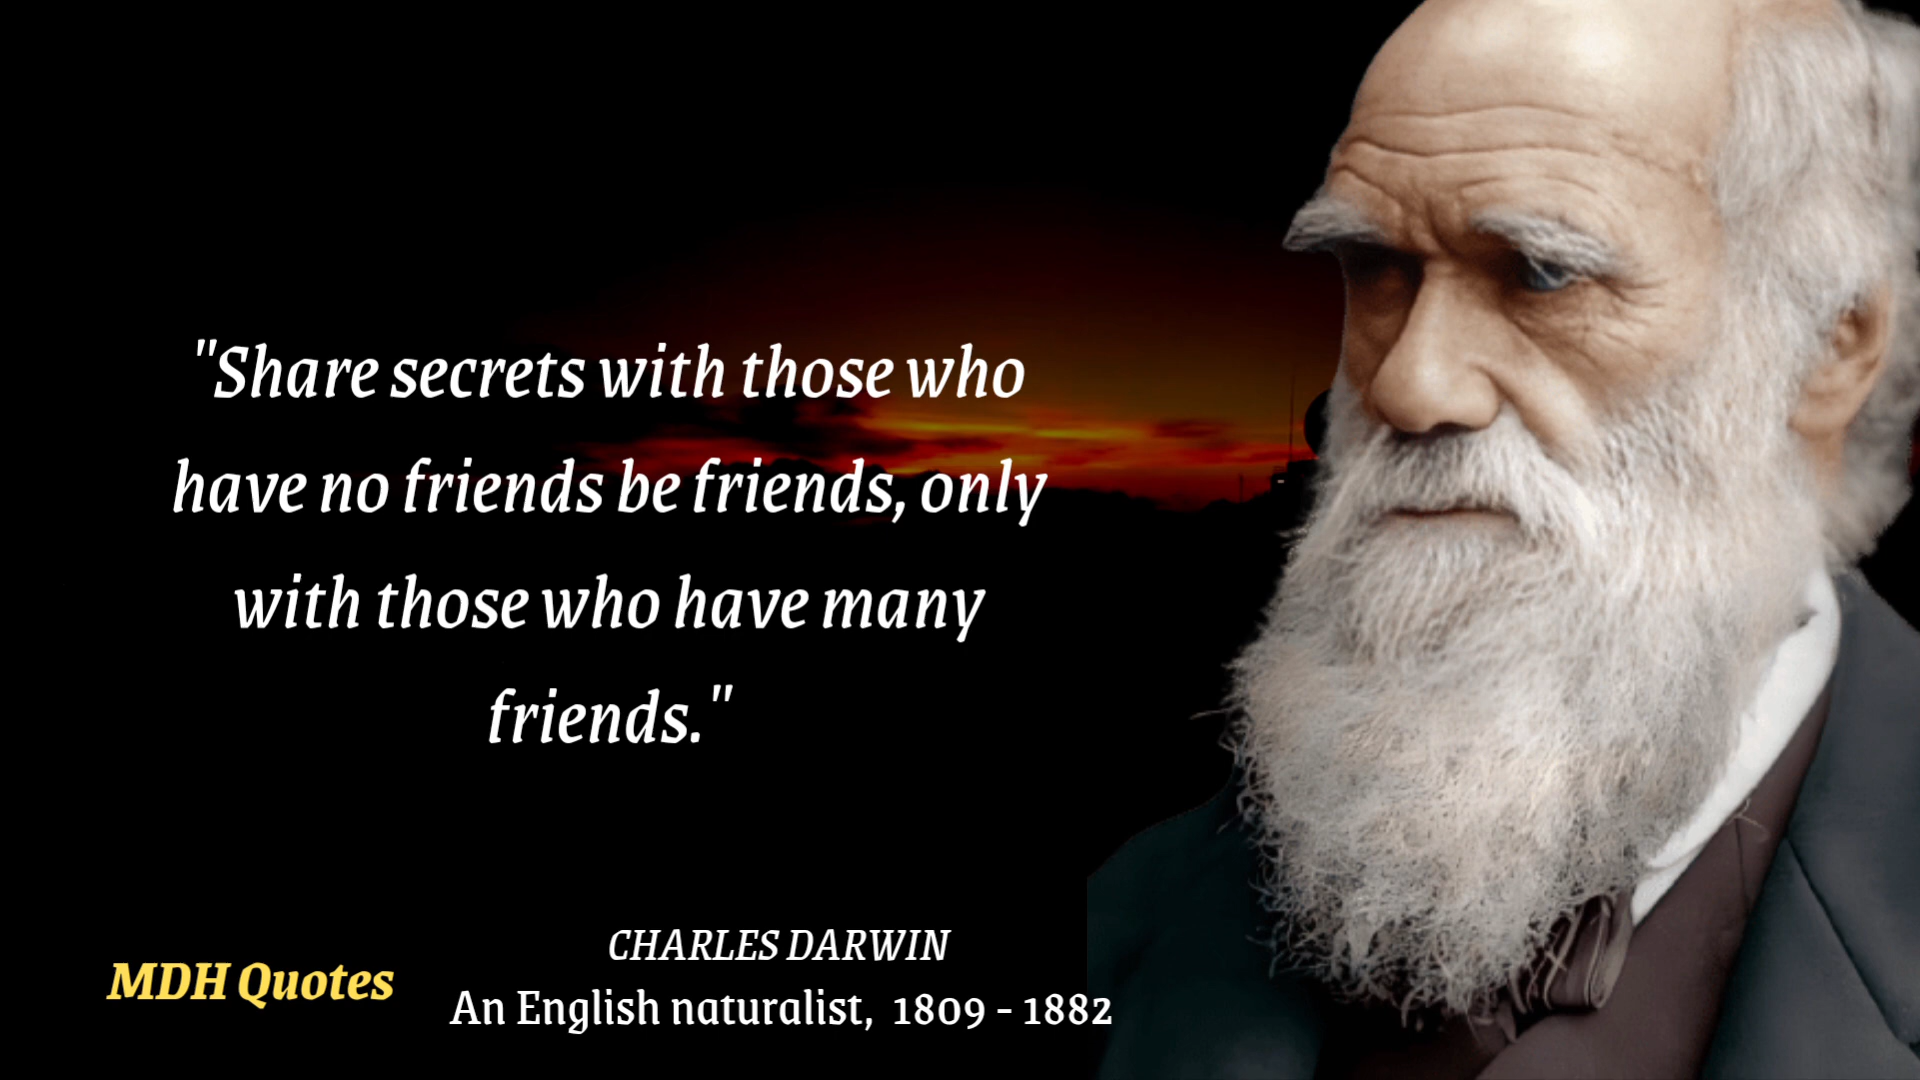 "Share secrets with those who
have no friends be friends, only
with those who have many
friends."
CHARLES DARWIN
MDH Quotes
An English naturalist, 1809 - 1882